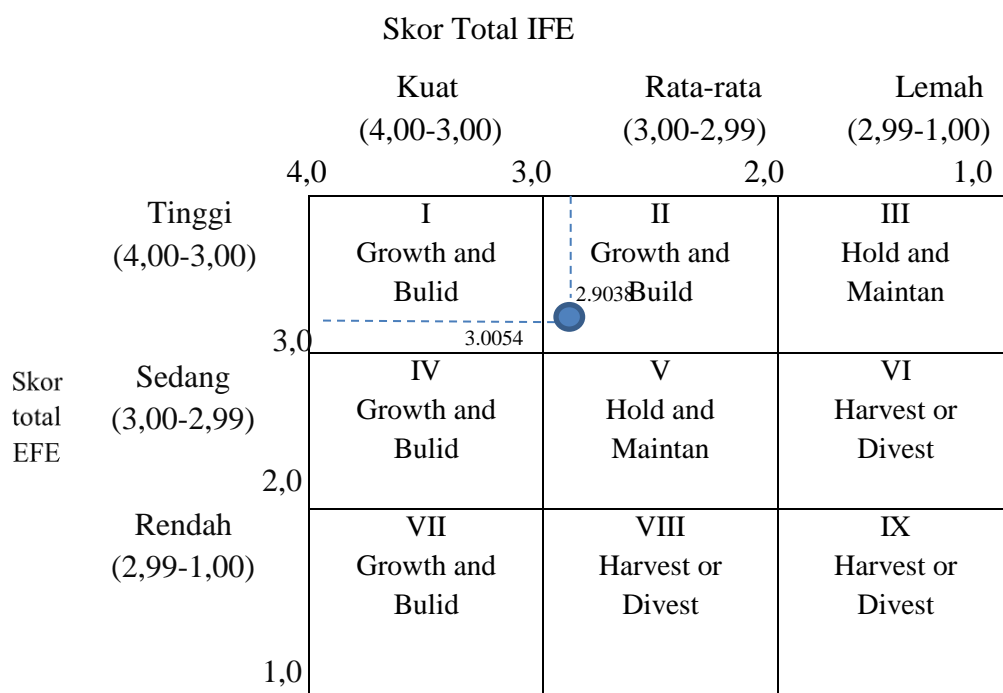 Skor Total IFE
Kuat Rata-rata Lemah
(4,00-3,00) (3,00-2,99) (2,99-1,00)
4,0 3,0 2,0 1,0
Tinggi
(4,00-3,00)
I
Growth and
Bulid
II
Growth and
Build
III
Hold and
Maintan
2.9038
3.0054
3,0
Skor
total
EFE
Sedang
(3,00-2,99)
IV
Growth and
Bulid
V
Hold and
Maintan
VI
Harvest or
Divest
2,0
Rendah
(2,99-1,00)
VII
Growth and
Bulid
VIII
Harvest or
Divest
IX
Harvest or
Divest
1,0